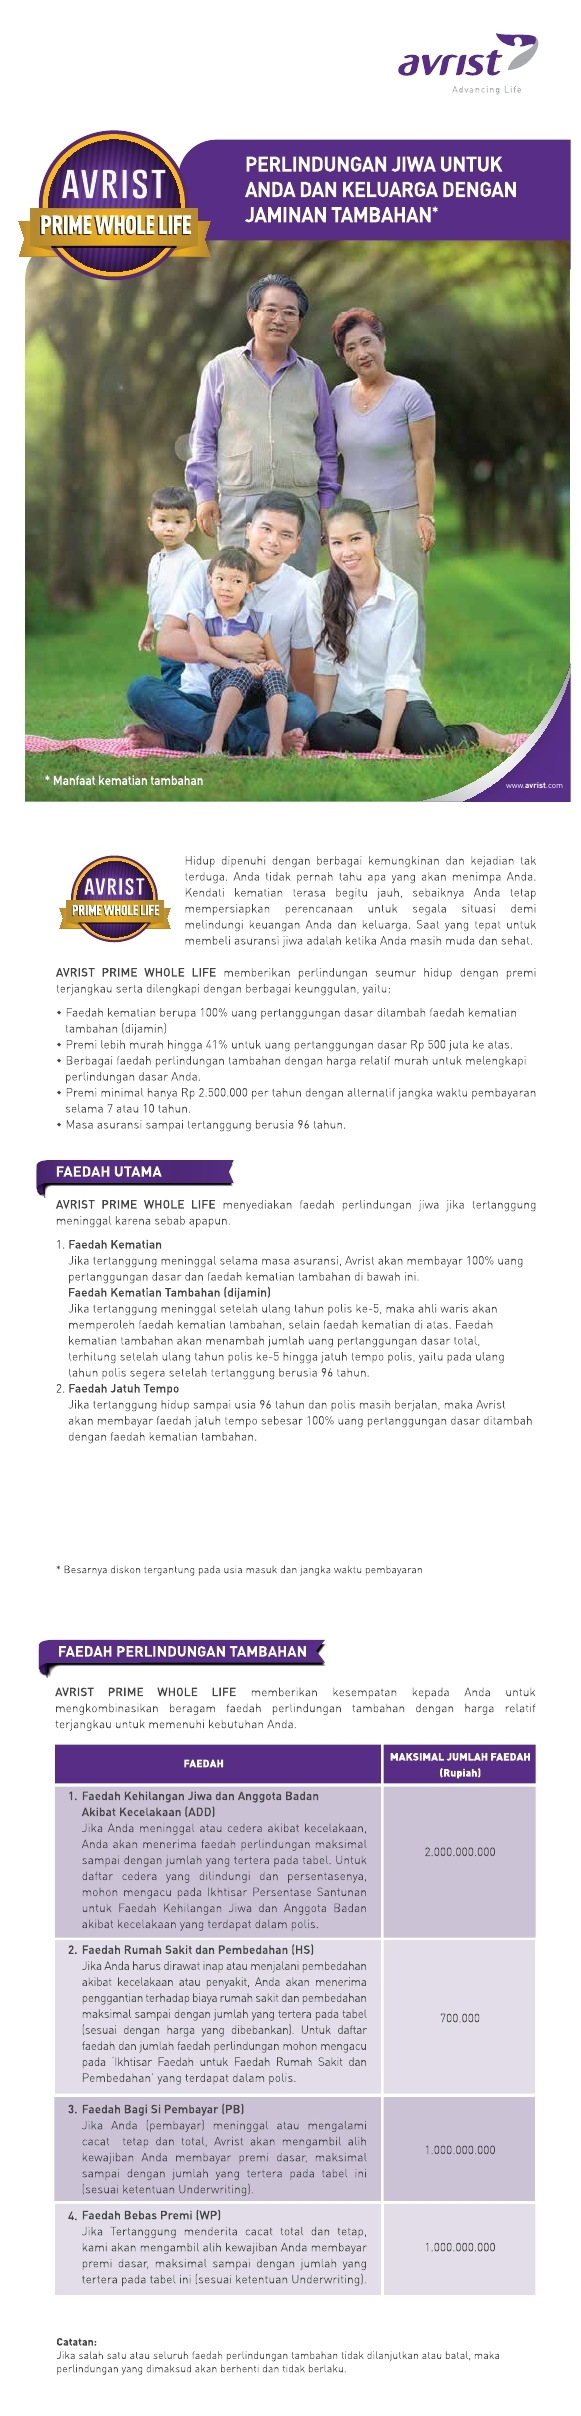 avrist
Advancing Life
AVRIST
PRIME WHOLE LIFE
PERLINDUNGAN JIWA UNTUK
ANDA DAN KELUARGA DENGAN
JAMINAN TAMBAHAN*
* Manfaat kematian tambahan
www.avrist.com
AVRIST
PRIME WHOLE LIFE
Hidup dipenuhi dengan berbagai kemungkinan dan kejadian tak
terduga. Anda tidak pernah tahu apa yang akan menimpa Anda.
Kendati kematian terasa begitu jauh, sebaiknya Anda tetap
mempersiapkan perencanaan untuk segala situasi demi
melindungi keuangan Anda dan keluarga. Saat yang tepat untuk
membeli asuransi jiwa adalah ketika Anda masih muda dan sehat.
AVRIST PRIME WHOLE LIFE memberikan perlindungan seumur hidup dengan premi
terjangkau serta dilengkapi dengan berbagai keunggulan, yaitu:
• Faedah kematian berupa 100% uang pertanggungan dasar ditambah faedah kematian
tambahan (dijamin)
• Premi lebih murah hingga 41% untuk uang pertanggungan dasar Rp 500 juta ke atas.
• Berbagai faedah perlindungan tambahan dengan harga relatif murah untuk melengkapi
perlindungan dasar Anda.
• Premi minimal hanya Rp 2.500.000 per tahun dengan alternatif jangka waktu pembayaran
selama 7 atau 10 tahun.
• Masa asuransi sampai tertanggung berusia 96 tahun.
FAEDAH UTAMA
AVRIST PRIME WHOLE LIFE menyediakan faedah perlindungan jiwa jika tertanggung
meninggal karena sebab apapun.
1. Faedah Kematian
Jika tertanggung meninggal selama masa asuransi, Avrist akan membayar 100% uang
pertanggungan dasar dan faedah kematian tambahan di bawah ini.
Faedah Kematian Tambahan (dijamin)
Jika tertanggung meninggal setelah ulang tahun polis ke-5, maka ahli waris akan
memperoleh faedah kematian tambahan, selain faedah kematian di atas. Faedah
kematian tambahan akan menambah jumlah uang pertanggungan dasar total,
terhitung setelah ulang tahun polis ke-5 hingga jatuh tempo polis, yaitu pada ulang
tahun polis segera setelah tertanggung berusia 96 tahun.
2. Faedah Jatuh Tempo
Jika tertanggung hidup sampai usia 96 tahun dan polis masih berjalan, maka Avrist
akan membayar faedah jatuh tempo sebesar 100% uang pertanggungan dasar ditambah
dengan faedah kematian tambahan.
* Besarnya diskon tergantung pada usia masuk dan jangka waktu pembayaran
FAEDAH PERLINDUNGAN TAMBAHAN
AVRIST PRIME WHOLE LIFE memberikan kesempatan kepada Anda untuk
mengkombinasikan beragam faedah perlindungan tambahan dengan harga relatif
terjangkau untuk memenuhi kebutuhan Anda.
FAEDAH
MAKSIMAL JUMLAH FAEDAH
(Rupiah)
1. Faedah Kehilangan Jiwa dan Anggota Badan
Akibat Kecelakaan (ADD)
Jika Anda meninggal atau cedera akibat kecelakaan,
Anda akan menerima faedah perlindungan maksimal
sampai dengan jumlah yang tertera pada tabel. Untuk
daftar cedera yang dilindungi dan persentasenya,
mohon mengacu pada Ikhtisar Persentase Santunan
untuk Faedah Kehilangan Jiwa dan Anggota Badan
akibat kecelakaan yang terdapat dalam polis.
2.000.000.000
2. Faedah Rumah Sakit dan Pembedahan (HS)
Jika Anda harus dirawat inap atau menjalani pembedahan
akibat kecelakaan atau penyakit, Anda akan menerima
penggantian terhadap biaya rumah sakit dan pembedahan
maksimal sampai dengan jumlah yang tertera pada tabel
(sesuai dengan harga yang dibebankan). Untuk daftar
faedah dan jumlah faedah perlindungan mohon mengacu
pada 'Ikhtisar Faedah untuk Faedah Rumah Sakit dan
Pembedahan' yang terdapat dalam polis.
700.000
3. Faedah Bagi Si Pembayar (PB)
Jika Anda (pembayar) meninggal atau mengalami
cacat tetap dan total, Avrist akan mengambil alih
kewajiban Anda membayar premi dasar, maksimal
sampai dengan jumlah yang tertera pada tabel ini
(sesuai ketentuan Underwriting).
1.000.000.000
4. Faedah Bebas Premi (WP)
Jika Tertanggung menderita cacat total dan tetap,
kami akan mengambil alih kewajiban Anda membayar
premi dasar, maksimal sampai dengan jumlah yang
tertera pada tabel ini (sesuai ketentuan Underwriting).
1.000.000.000
Catatan:
Jika salah satu atau seluruh faedah perlindungan tambahan tidak dilanjutkan atau batal, maka
perlindungan yang dimaksud akan berhenti dan tidak berlaku.